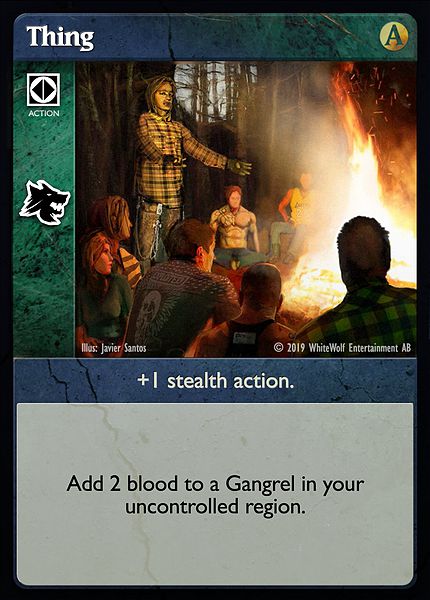 Thing
A
ACTION
Illus: Javier Santos
© 2019 WhiteWolf Entertainment AB
+1 stealth action.
Add 2 blood to a Gangrel in your
uncontrolled region.